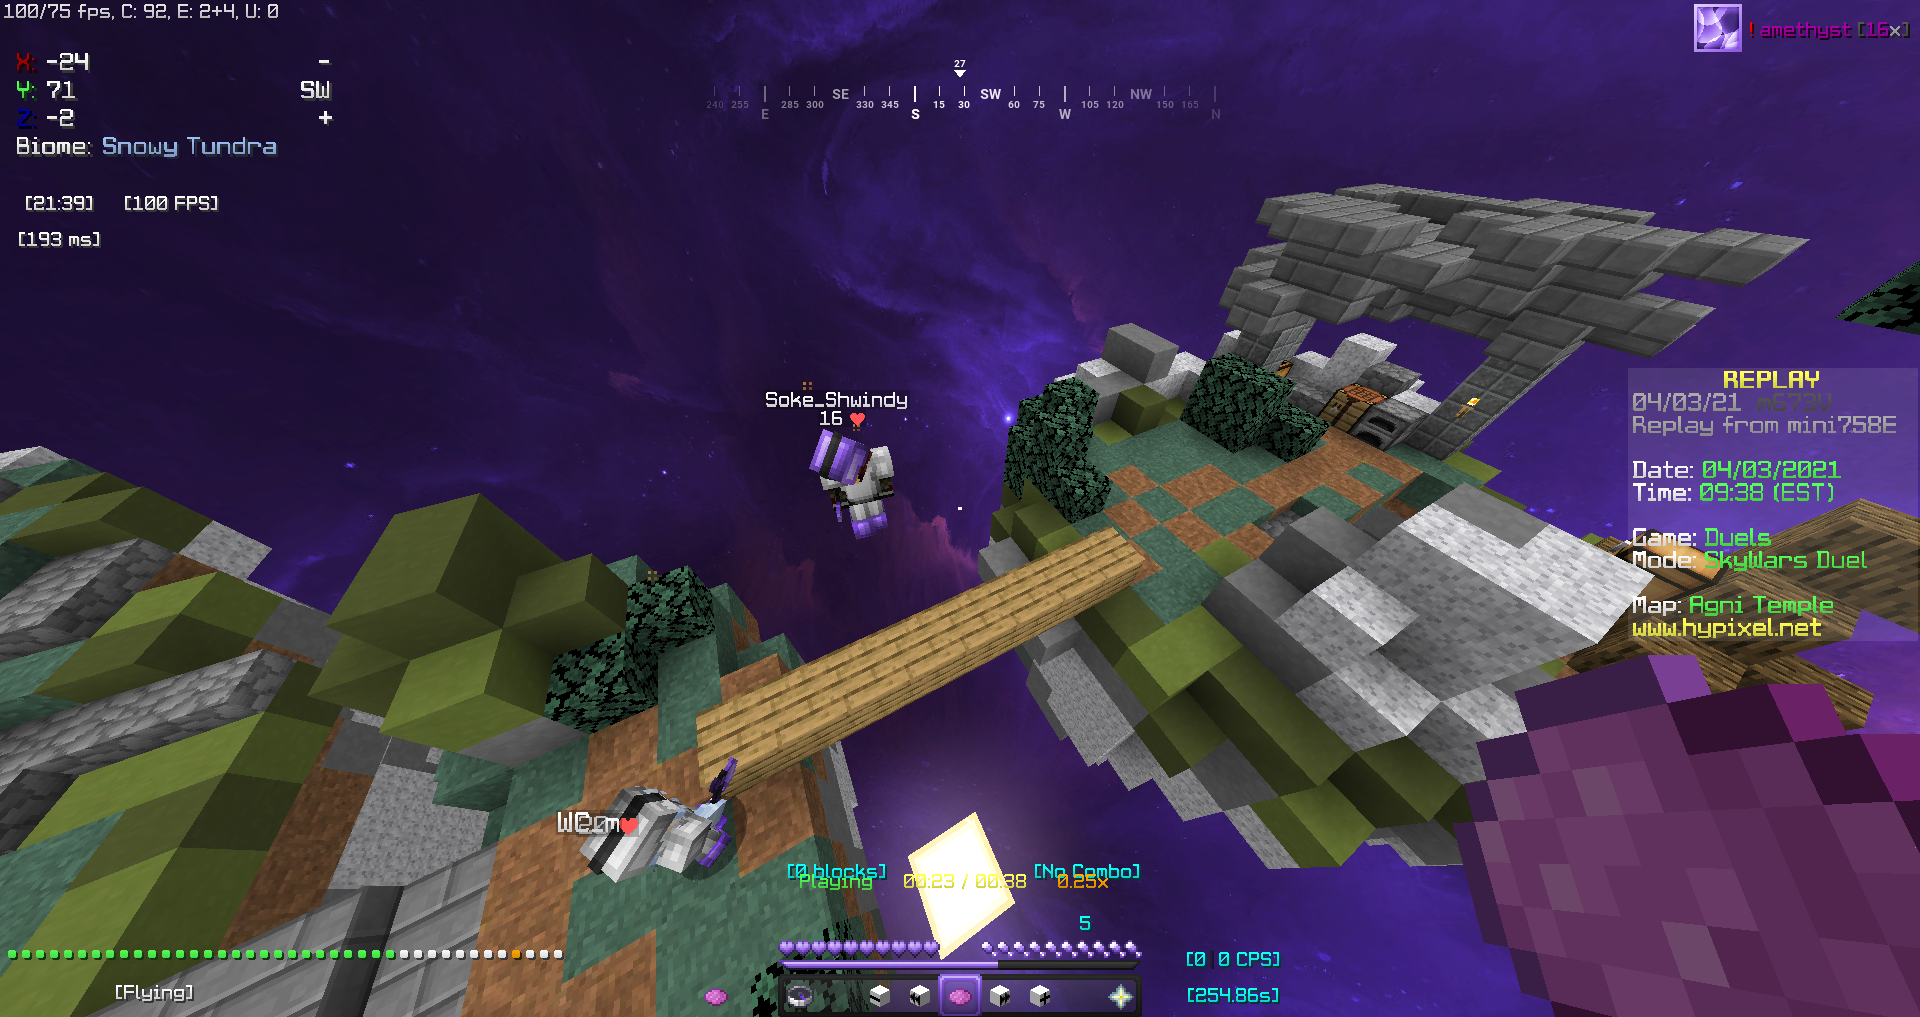 100/75 fps, C: 92, E: 2+4, U: 0
! amethyst [16x]
X: -24 -
Y: 71 SW
Z: -2 +
Biome: Snowy Tundra
[21:39] [100 FPS]
[193 ms]
27
240 255 E 285 300 SE 330 345 S 15 30 SW 60 75 W 105 120 NW 150 165 N
Soke_Shwindy
16
REPLAY
04/03/21 m673V
Replay from mini758E
Date: 04/03/2021
Time: 09:38 (EST)
Game: Duels
Mode: SkyWars Duel
Map: Agni Temple
www.hypixel.net
[0 blocks] [No Combo]
Playing 00:23 / 00:38 0.25x
5
[0 | 0 CPS]
[Flying] [254.86s]